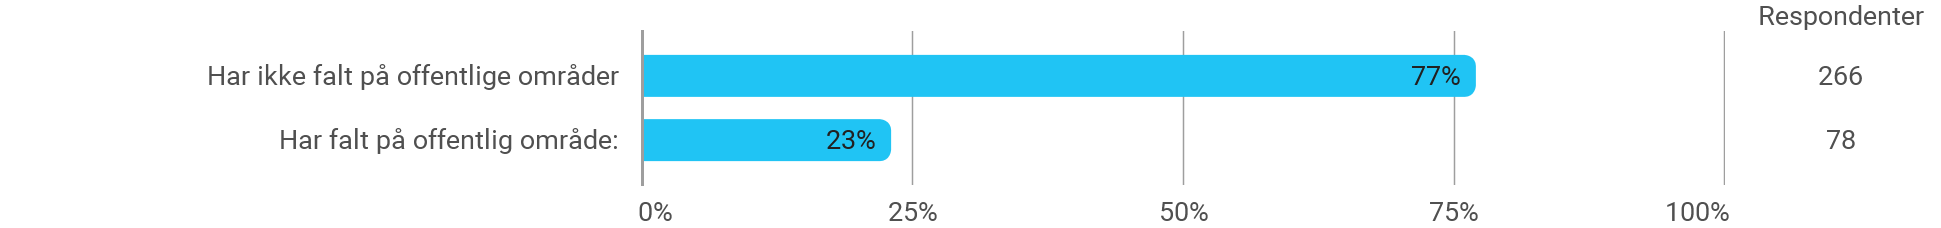 Respondenter
Har ikke falt på offentlige områder 77% 266
Har falt på offentlig område: 23% 78
0% 25% 50% 75% 100%